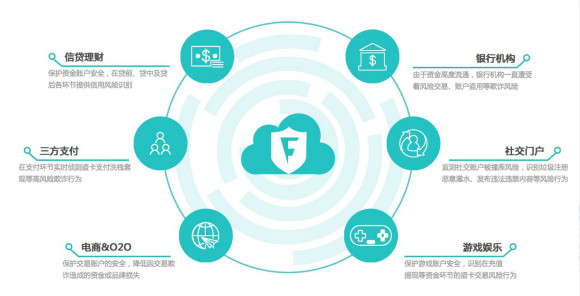 信贷理财
保护资金账户安全，在贷前、贷中及贷
后各环节提供信用风险识别
银行机构
由于资金高度流通，银行机构一直遭受
着风险交易、账户盗用等欺诈风险
三方支付
在支付环节实时侦测盗卡支付洗钱套
现等高风险欺诈行为
社交门户
监测社交账户被撞库风险，识别垃圾注册
恶意灌水、发布违法违禁内容等风险行为
电商&O2O
保护交易账户的安全，降低因交易欺
诈造成的资金或品牌损失
游戏娱乐
保护游戏账户安全，识别在充值
提现等资金环节的盗卡交易风险行为